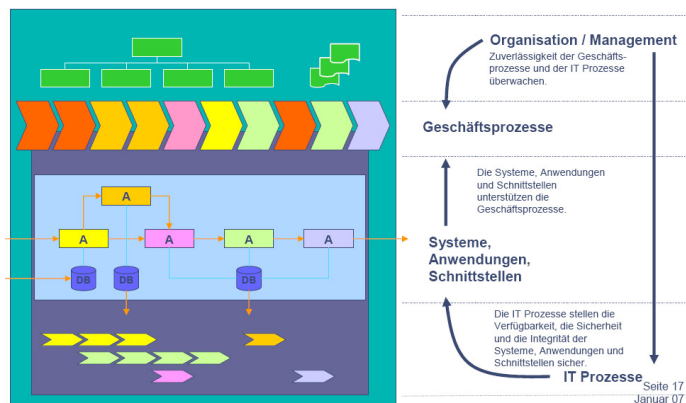 Organisation / Management
Zuverlässigkeit der Geschäfts-
prozesse und der IT Prozesse
überwachen.
Geschäftsprozesse
Die Systeme, Anwendungen
und Schnittstellen
unterstützen die
Geschäftsprozesse.
A
A
A
A
A
Systeme,
Anwendungen,
Schnittstellen
DB
DB
DB
Die IT Prozesse stellen die
Verfügbarkeit, die Sicherheit
und die Integrität der
Systeme, Anwendungen und
Schnittstellen sicher.
IT Prozesse
Seite 17
Januar 07